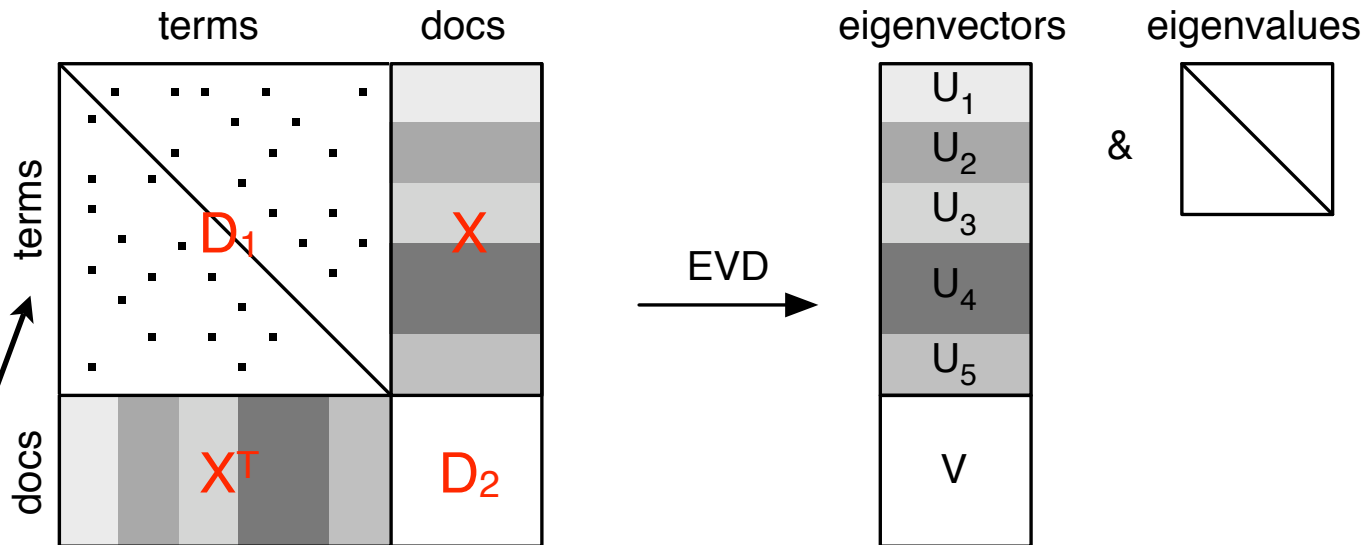 terms docs eigenvectors eigenvalues
U₁
U₂
&
terms
D₁ X
U₃
EVD
U₄
U₅
docs
Xᵀ D₂
V